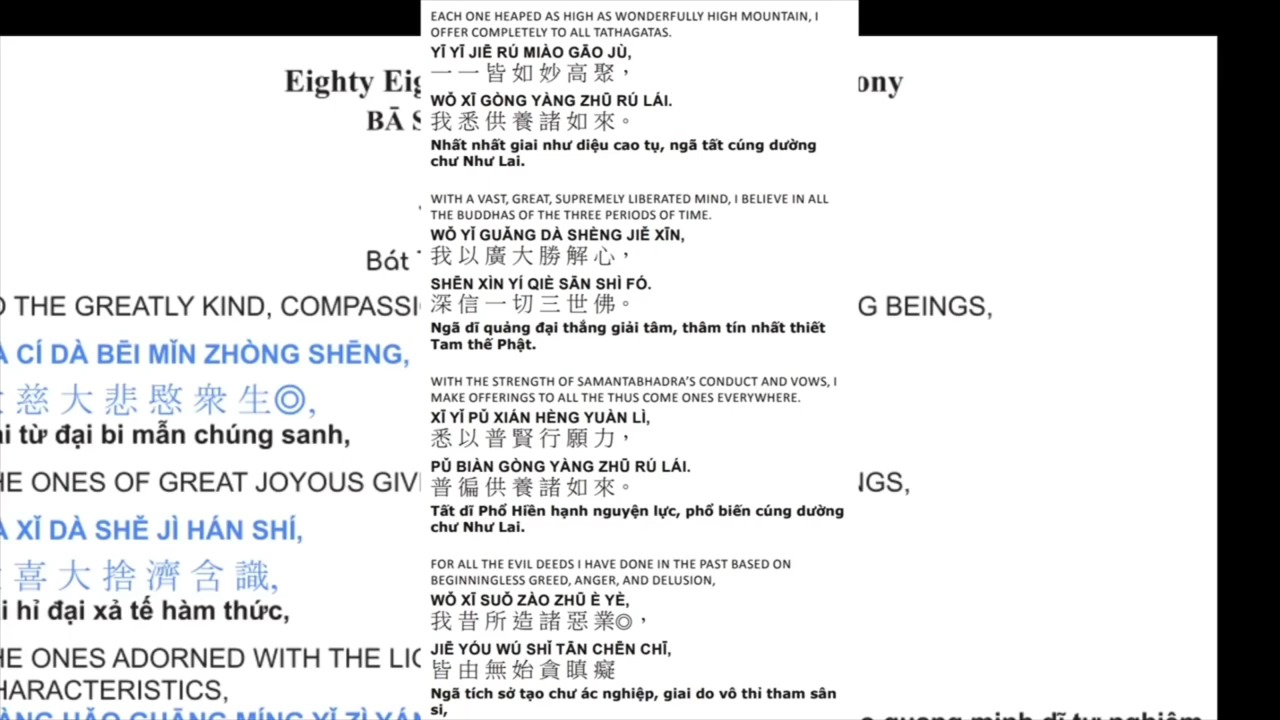 EACH ONE HEAPED AS HIGH AS WONDERFULLY HIGH MOUNTAIN, I
OFFER COMPLETELY TO ALL TATHAGATAS.
YĪ YĪ JIĒ RÚ MIÀO GĀO JÙ,
一一皆如妙高聚，
WǑ XĪ GÒNG YÀNG ZHŪ RÚ LÁI.
我悉供養諸如來。
Nhất nhất giai như diệu cao tụ, ngã tất cúng dường
chư Như Lai.
WITH A VAST, GREAT, SUPREMELY LIBERATED MIND, I BELIEVE IN ALL
THE BUDDHAS OF THE THREE PERIODS OF TIME.
WǑ YǏ GUǍNG DÀ SHÈNG JIĚ XĪN,
我以廣大勝解心，
SHĒN XÌN YÍ QIÈ SĀN SHÌ FÓ.
深信一切三世佛。
Ngã dĩ quảng đại thắng giải tâm, thâm tín nhất thiết
Tam thế Phật.
WITH THE STRENGTH OF SAMANTABHADRA'S CONDUCT AND VOWS, I
MAKE OFFERINGS TO ALL THE THUS COME ONES EVERYWHERE.
XĪ YǏ PǓ XIÁN HÈNG YUÀN LÌ,
悉以普賢行願力，
PǓ BIÀN GÒNG YÀNG ZHŪ RÚ LÁI.
普徧供養諸如來。
Tất dĩ Phổ Hiền hạnh nguyện lực, phổ biến cúng dường
chư Như Lai.
FOR ALL THE EVIL DEEDS I HAVE DONE IN THE PAST BASED ON
BEGINNINGLESS GREED, ANGER, AND DELUSION,
WǑ XĪ SUǑ ZÀO ZHŪ È YÈ,
我昔所造諸惡業◎，
JIĒ YÓU WÚ SHǏ TĀN CHĒN CHĪ,
皆由無始貪瞋癡
Ngã tích sở tạo chư ác nghiệp, giai do vô thỉ tham sân
si,
Eighty
BĀ
Bát
THE GREATLY KIND,
G BEINGS,
CÍ DÀ BĒI MǏN ZHÒNG SHĒNG,
慈大悲愍衆生◎,
từ đại bi mẫn chúng sanh,
ONES OF GREAT JOYOUS
NGS,
XǏ DÀ SHĚ JÌ HÁN SHÍ,
喜大捨濟含識,
hỉ đại xả tế hàm thức,
ONES ADORNED WITH THE
HARACTERISTICS,
HǍO GUĀNG MÍNG YǏ ZÌ
quang minh dĩ tự nghiêm